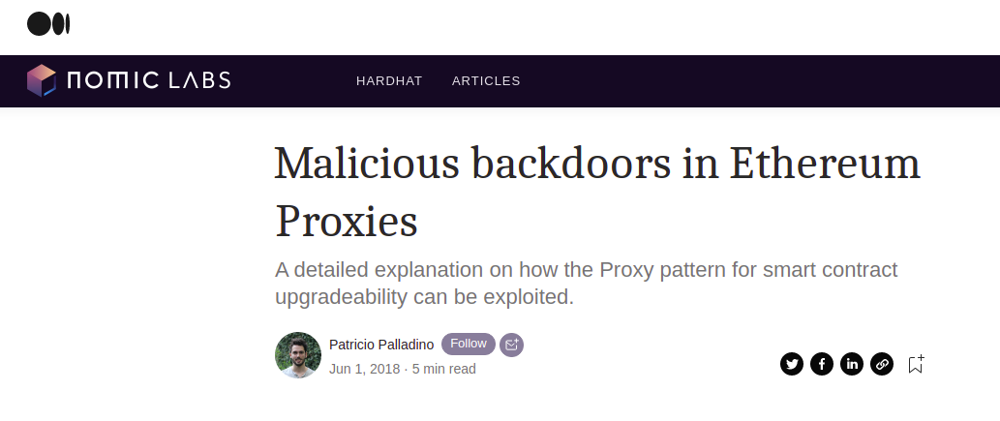 NOMIC LABS
HARDHAT ARTICLES
Malicious backdoors in Ethereum
Proxies
A detailed explanation on how the Proxy pattern for smart contract
upgradeability can be exploited.
Patricio Palladino Follow
Jun 1, 2018 · 5 min read